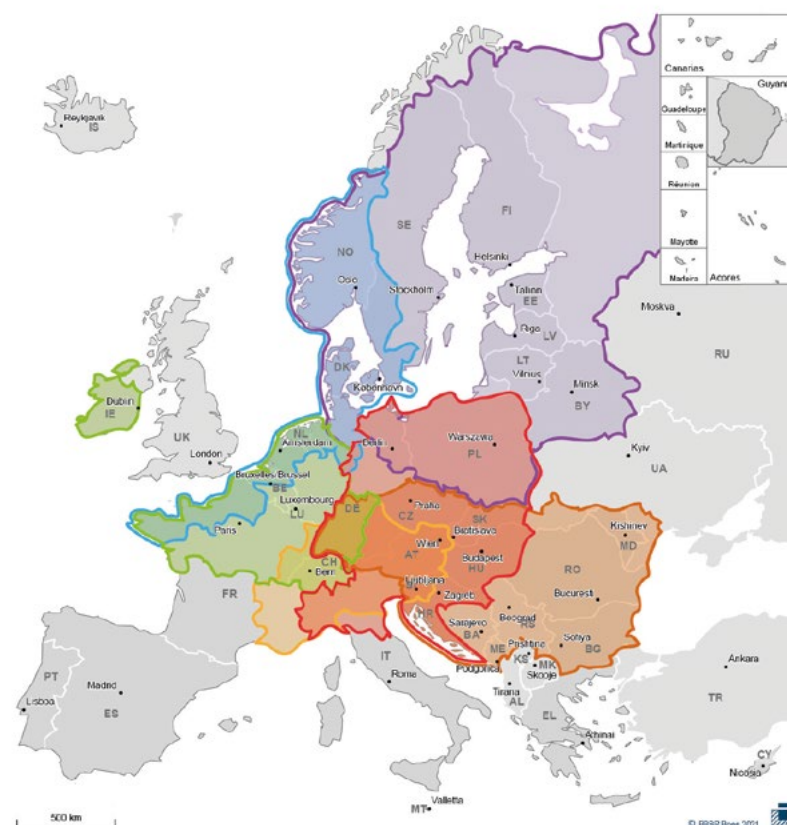 Canarias
Guyane
Guadeloupe
Martinique
Réunion
Mayotte
Madeira
Açores
Reykjavik
IS
NO
SE
FI
Oslo
Helsinki
Stockholm
Tallinn
EE
Riga
LV
Moskva
RU
DK
København
LT
Vilnius
Minsk
BY
Dublin
IE
UK
London
NL
Amsterdam
Berlin
Warszawa
PL
Kyiv
UA
Bruxelles/Brussel
BE
Luxembourg
LU
DE
Praha
CZ
SK
Paris
Wien
Bratislava
Kishinev
MD
CH
Bern
AT
Budapest
HU
RO
FR
Ljubljana
Zagreb
HR
Bucuresti
Beograd
RS
Sarajevo
BA
ME
Prishtina
KS
Sofiya
BG
IT
Podgorica
MK
Skopje
Roma
Tirana
AL
PT
Madrid
Lisboa
ES
EL
Ankara
TR
Athinai
CY
Nicosia
MT
Valletta
500 km